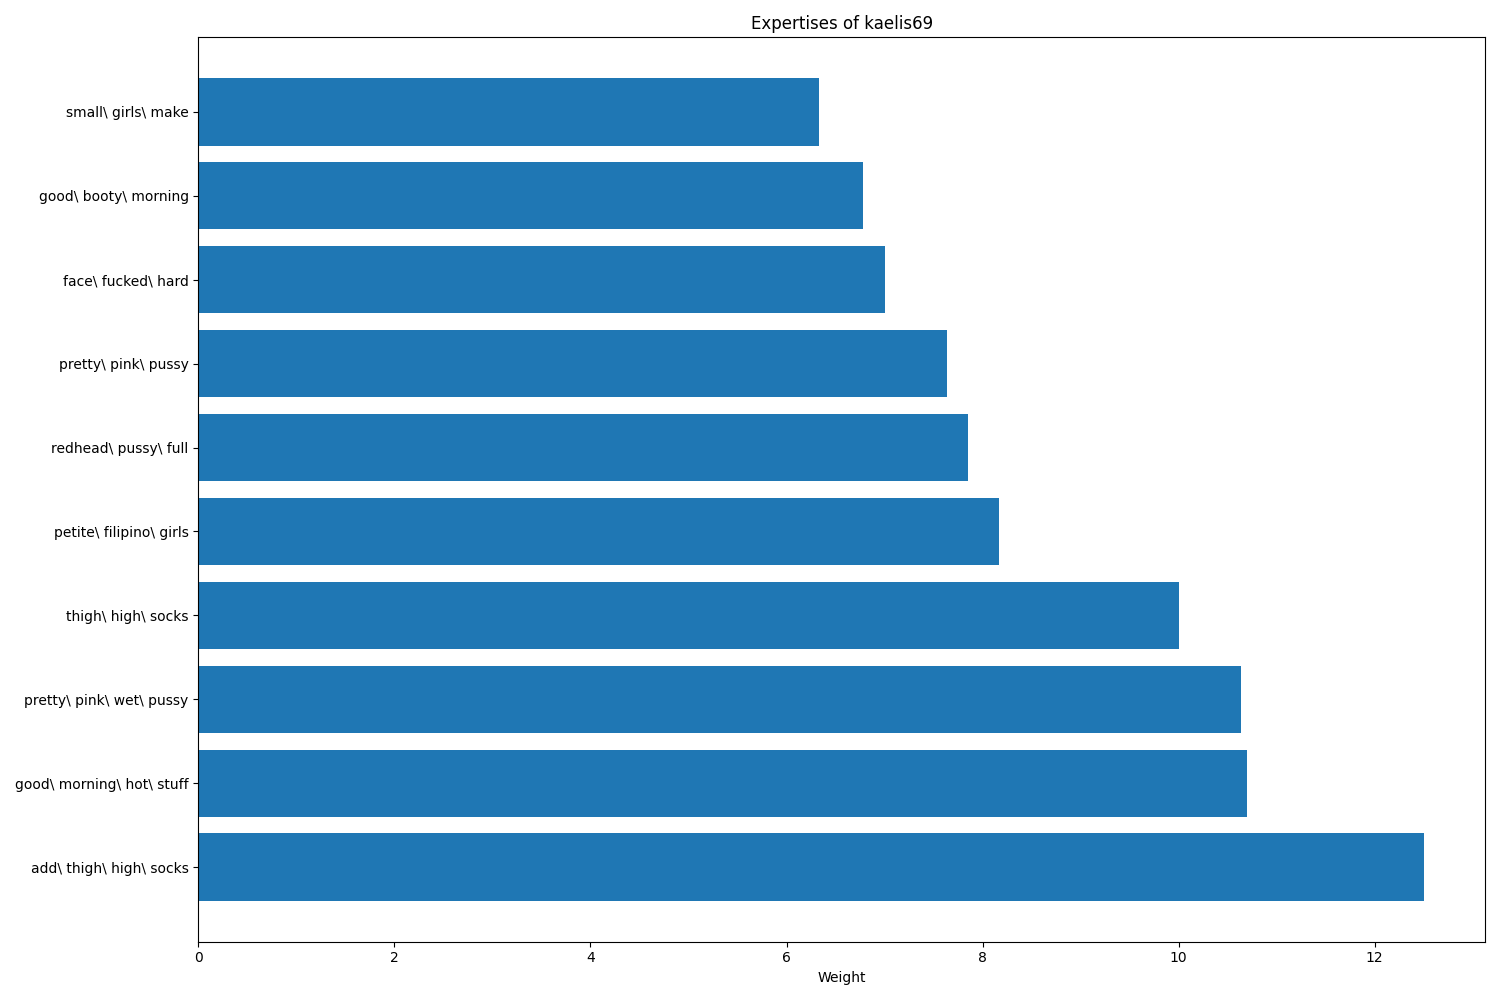 Expertises of kaelis69
small\ girls\ make
good\ booty\ morning
face\ fucked\ hard
pretty\ pink\ pussy
redhead\ pussy\ full
petite\ filipino\ girls
thigh\ high\ socks
pretty\ pink\ wet\ pussy
good\ morning\ hot\ stuff
add\ thigh\ high\ socks
0 2 4 6 8 10 12
Weight